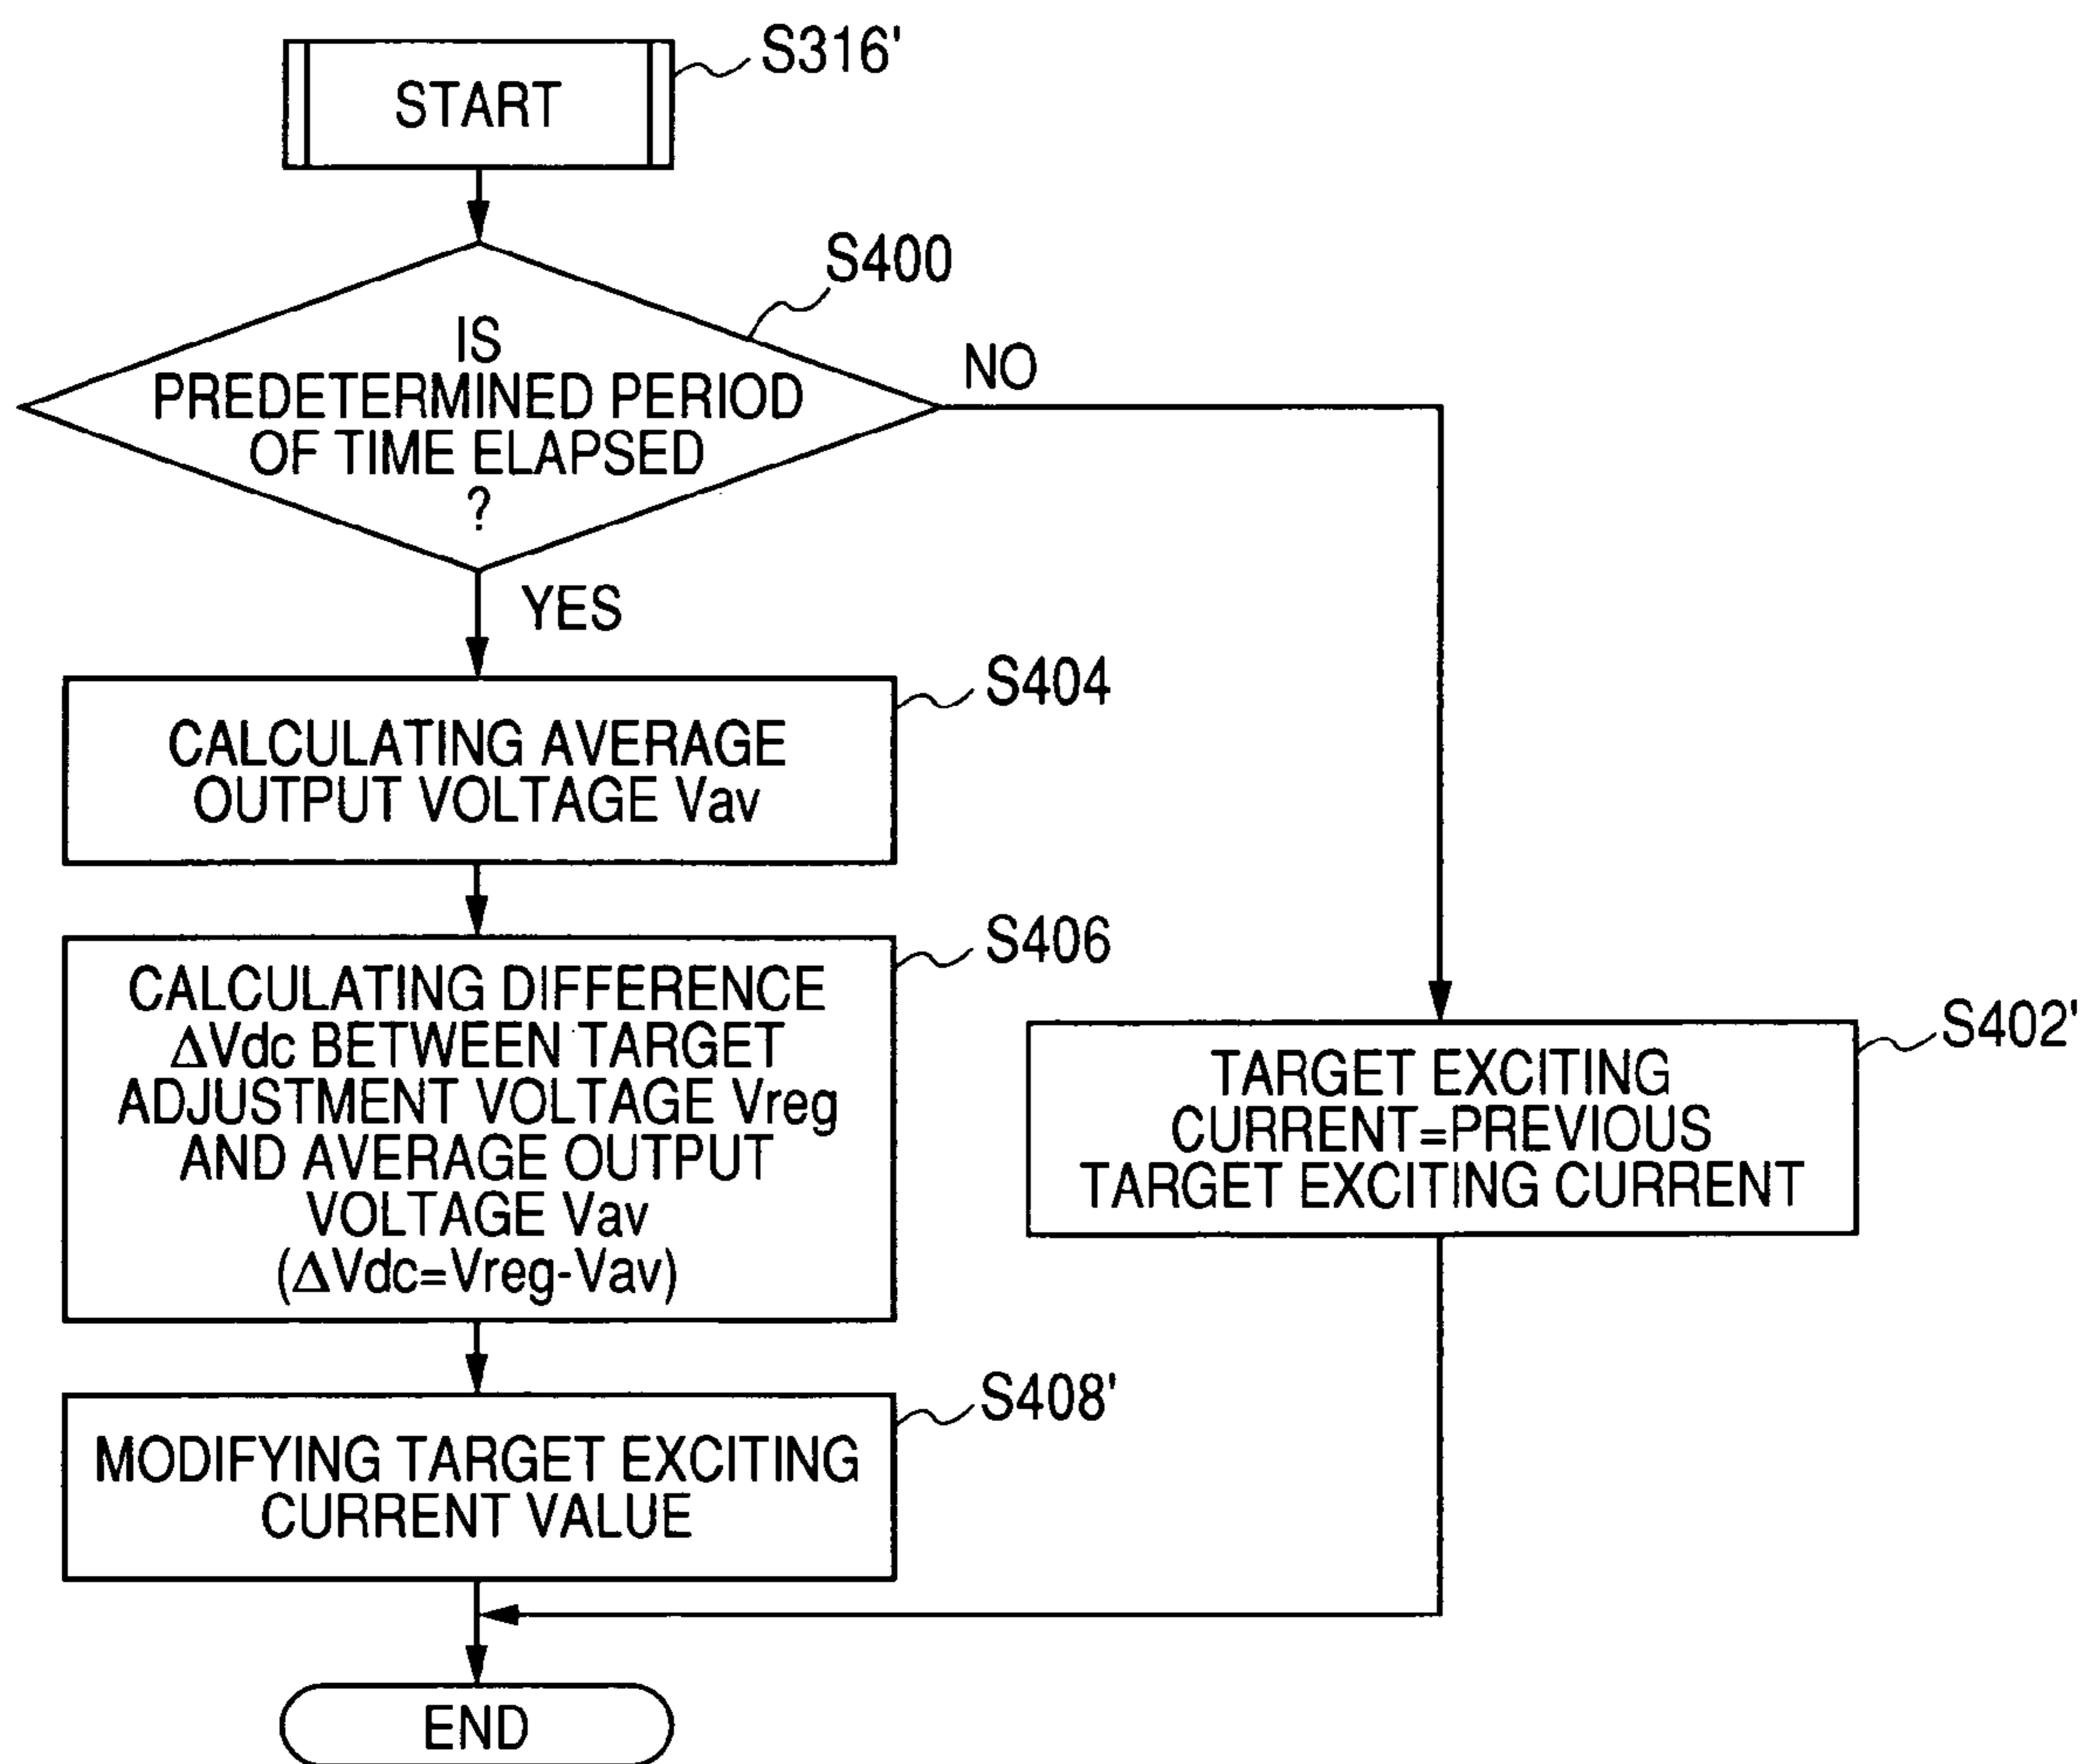 START
S316'
S400
IS
PREDETERMINED PERIOD
OF TIME ELAPSED
?
NO
YES
S404
CALCULATING AVERAGE
OUTPUT VOLTAGE Vav
S406
CALCULATING DIFFERENCE
ΔVdc BETWEEN TARGET
ADJUSTMENT VOLTAGE Vreg
AND AVERAGE OUTPUT
VOLTAGE Vav
(ΔVdc=Vreg-Vav)
S402'
TARGET EXCITING
CURRENT=PREVIOUS
TARGET EXCITING CURRENT
S408'
MODIFYING TARGET EXCITING
CURRENT VALUE
END